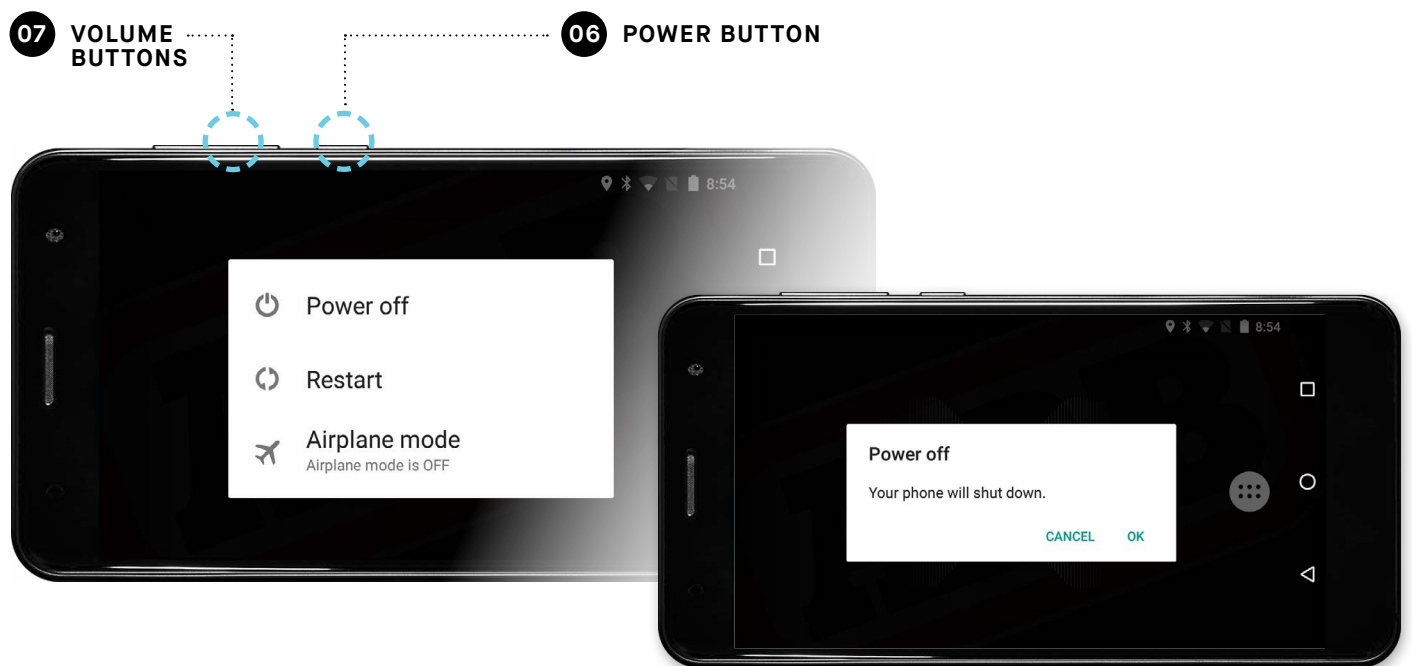 07 VOLUME
BUTTONS
06 POWER BUTTON
8:54
Power off
Restart
Airplane mode
Airplane mode is OFF
8:54
Power off
Your phone will shut down.
CANCEL OK